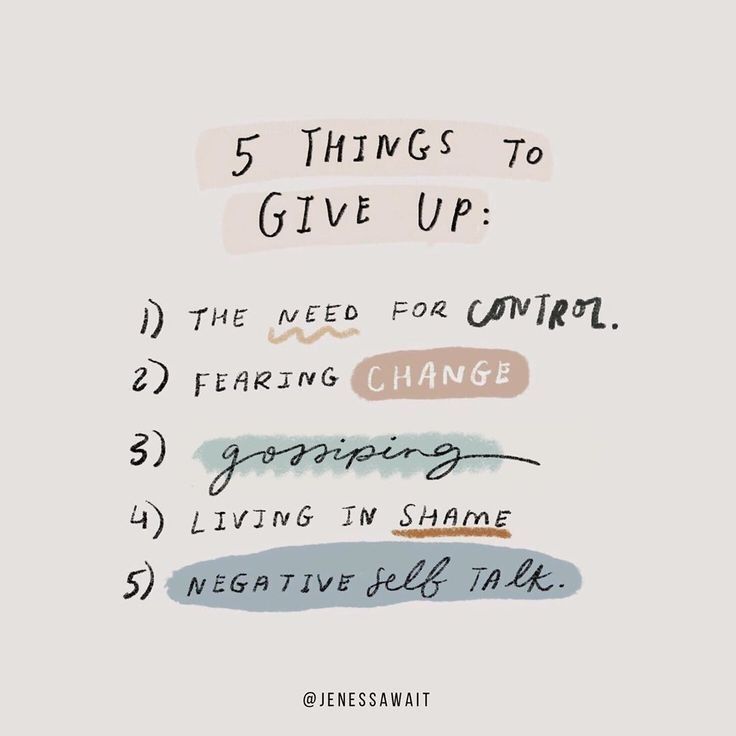 5 THINGS TO
GIVE UP:
1) THE NEED FOR CONTROL.
2) FEARING CHANGE
3) gossiping
4) LIVING IN SHAME
5) NEGATIVE self TALK.
@JENESSAWAIT